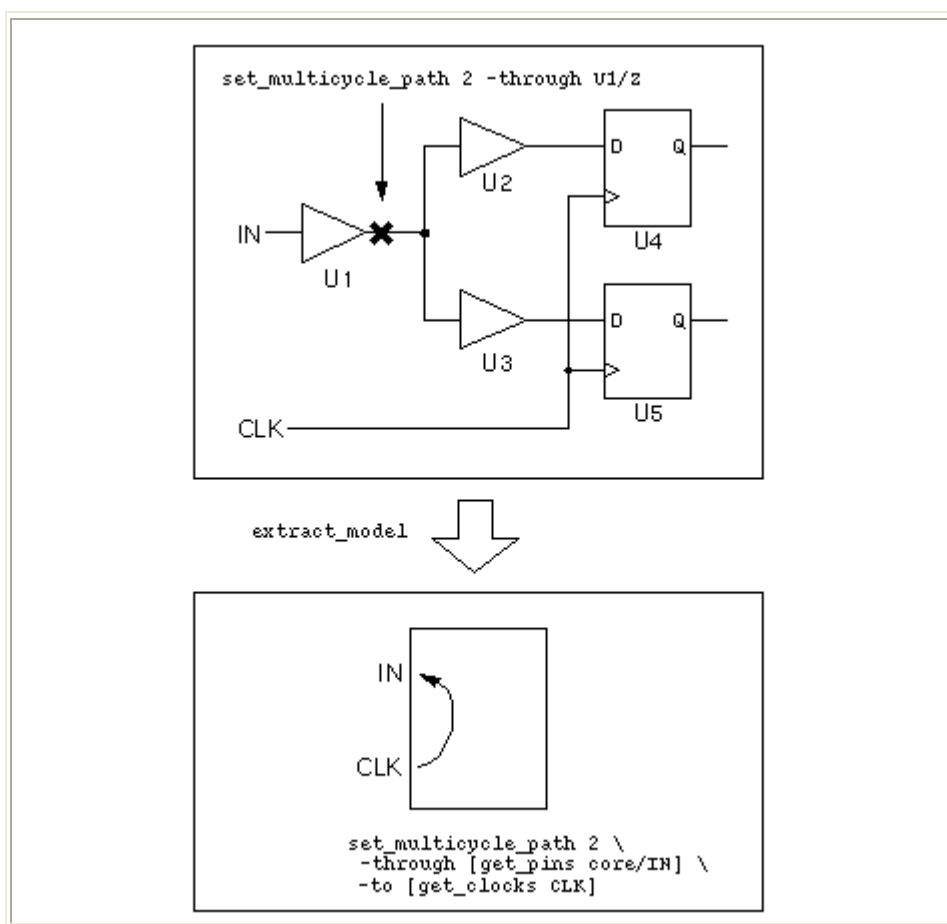 set_multicycle_path 2 -through U1/Z
D Q
U2
U4
IN
U1
D Q
U3
U5
CLK
extract_model
IN
CLK
set_multicycle_path 2 \
-through [get_pins core/IN] \
-to [get_clocks CLK]